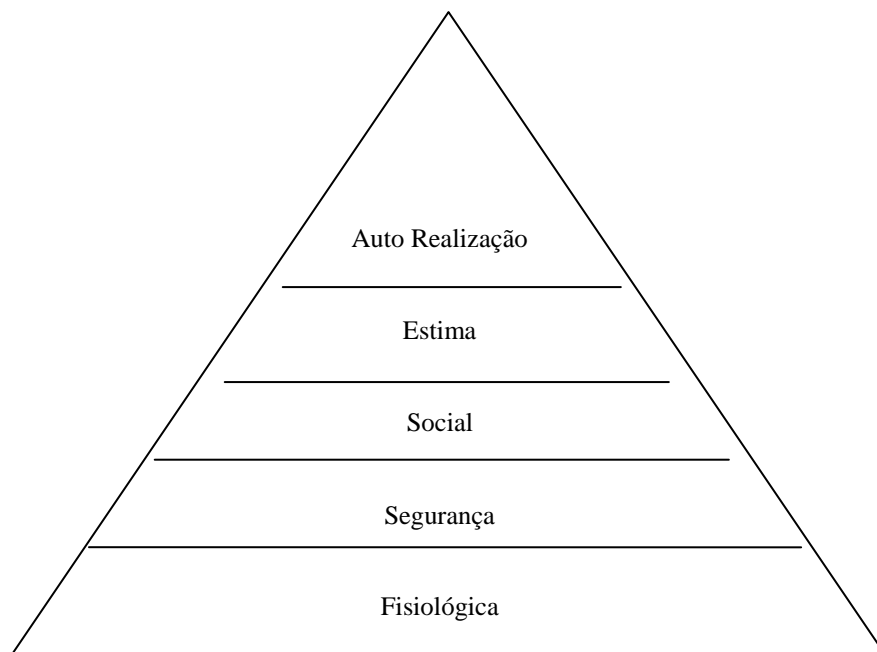 Auto Realização
Estima
Social
Segurança
Fisiológica